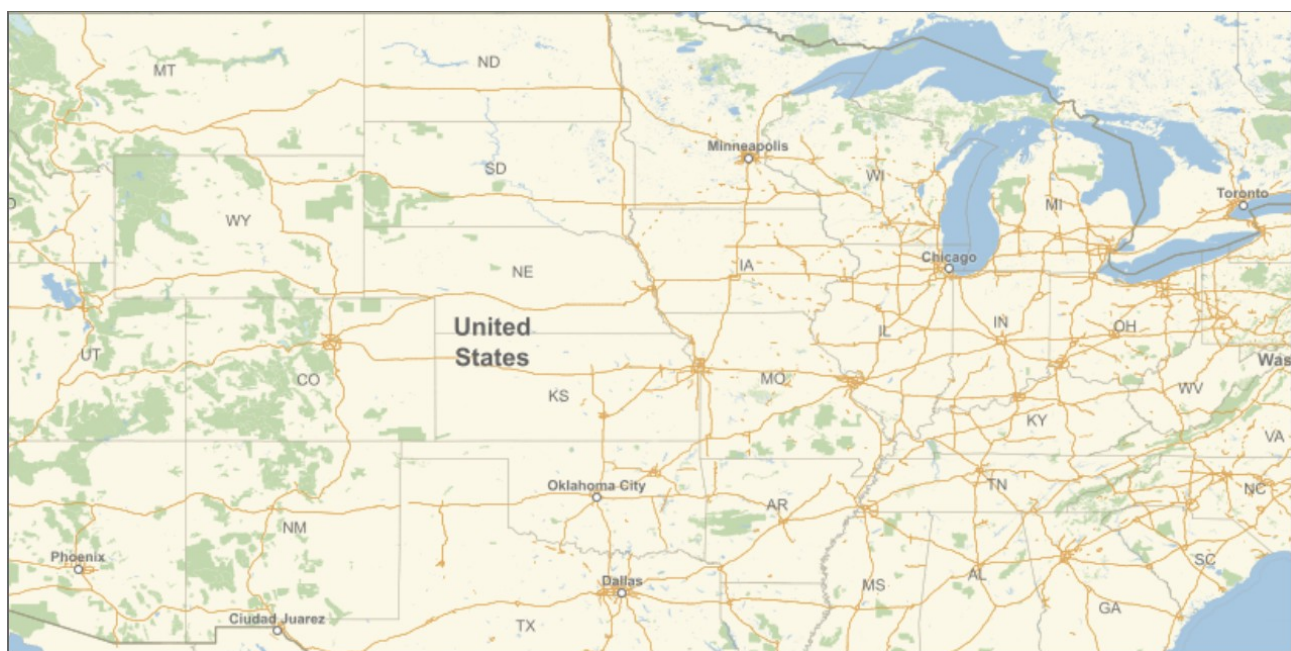 MT
ND
Minneapolis
SD
WI
Toronto
MI
WY
Chicago
IA
NE
United
States
IL
IN
OH
UT
Was
CO
MO
KS
WV
KY
VA
Oklahoma City
TN
NC
AR
NM
Phoenix
SC
Dallas
MS
AL
GA
Ciudad Juarez
TX